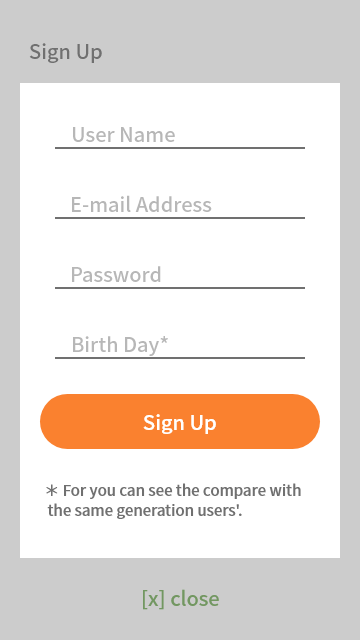 Sign Up
User Name
E-mail Address
Password
Birth Day*
Sign Up
* For you can see the compare with
the same generation users'.
[x] close